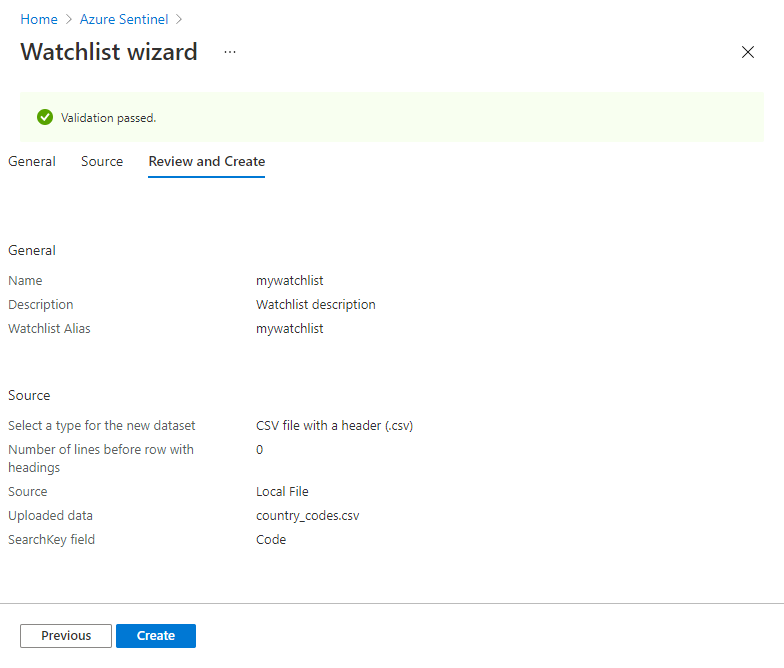 Home > Azure Sentinel >
Watchlist wizard ...
Validation passed.
General Source Review and Create
General
Name mywatchlist
Description Watchlist description
Watchlist Alias mywatchlist
Source
Select a type for the new dataset CSV file with a header (.csv)
Number of lines before row with 0
headings
Source Local File
Uploaded data country_codes.csv
SearchKey field Code
Previous Create